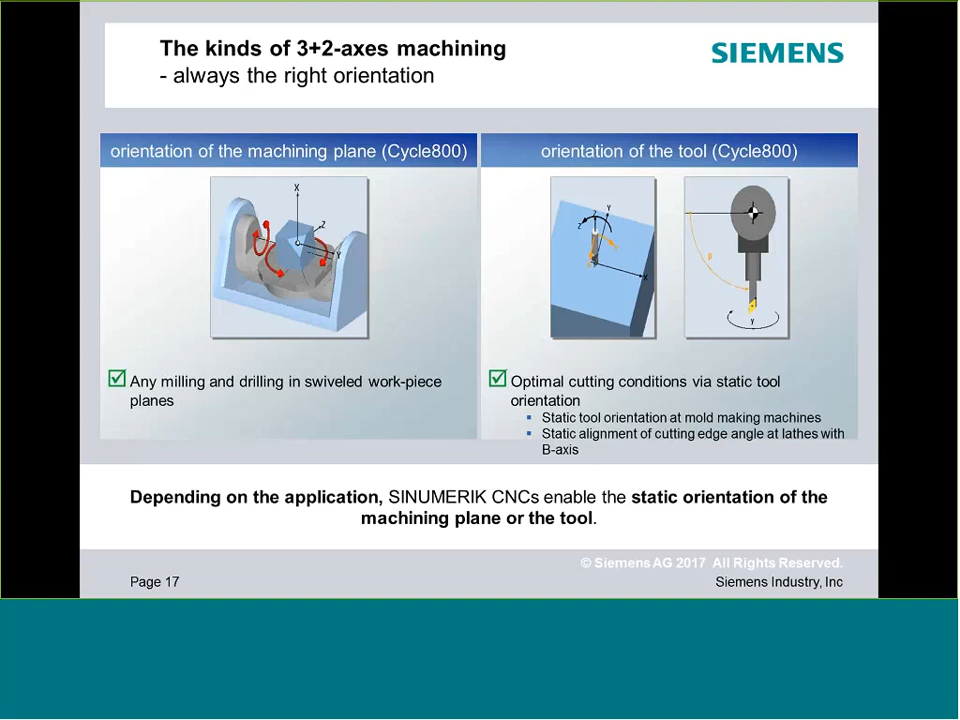 The kinds of 3+2-axes machining
- always the right orientation
SIEMENS
orientation of the machining plane (Cycle800)
X
Z
Y
Any milling and drilling in swiveled work-piece
planes
orientation of the tool (Cycle800)
Y
Z
Z
X
β
Y
Optimal cutting conditions via static tool
orientation
▪ Static tool orientation at mold making machines
▪ Static alignment of cutting edge angle at lathes with
B-axis
Depending on the application, SINUMERIK CNCs enable the static orientation of the
machining plane or the tool.
© Siemens AG 2017 All Rights Reserved.
Page 17
Siemens Industry, Inc